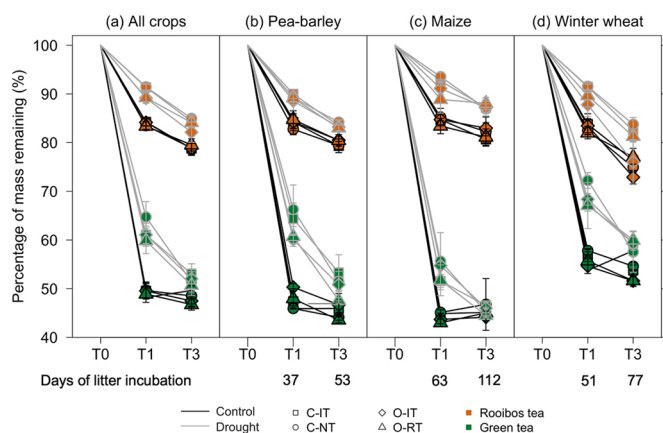 (a) All crops (b) Pea-barley (c) Maize (d) Winter wheat
Percentage of mass remaining (%)
100
90
80
70
60
50
40
T0 T1 T3 T0 T1 T3 T0 T1 T3 T0 T1 T3
Days of litter incubation 37 53 63 112 51 77
Control C-IT O-IT Rooibos tea
Drought C-NT O-RT Green tea